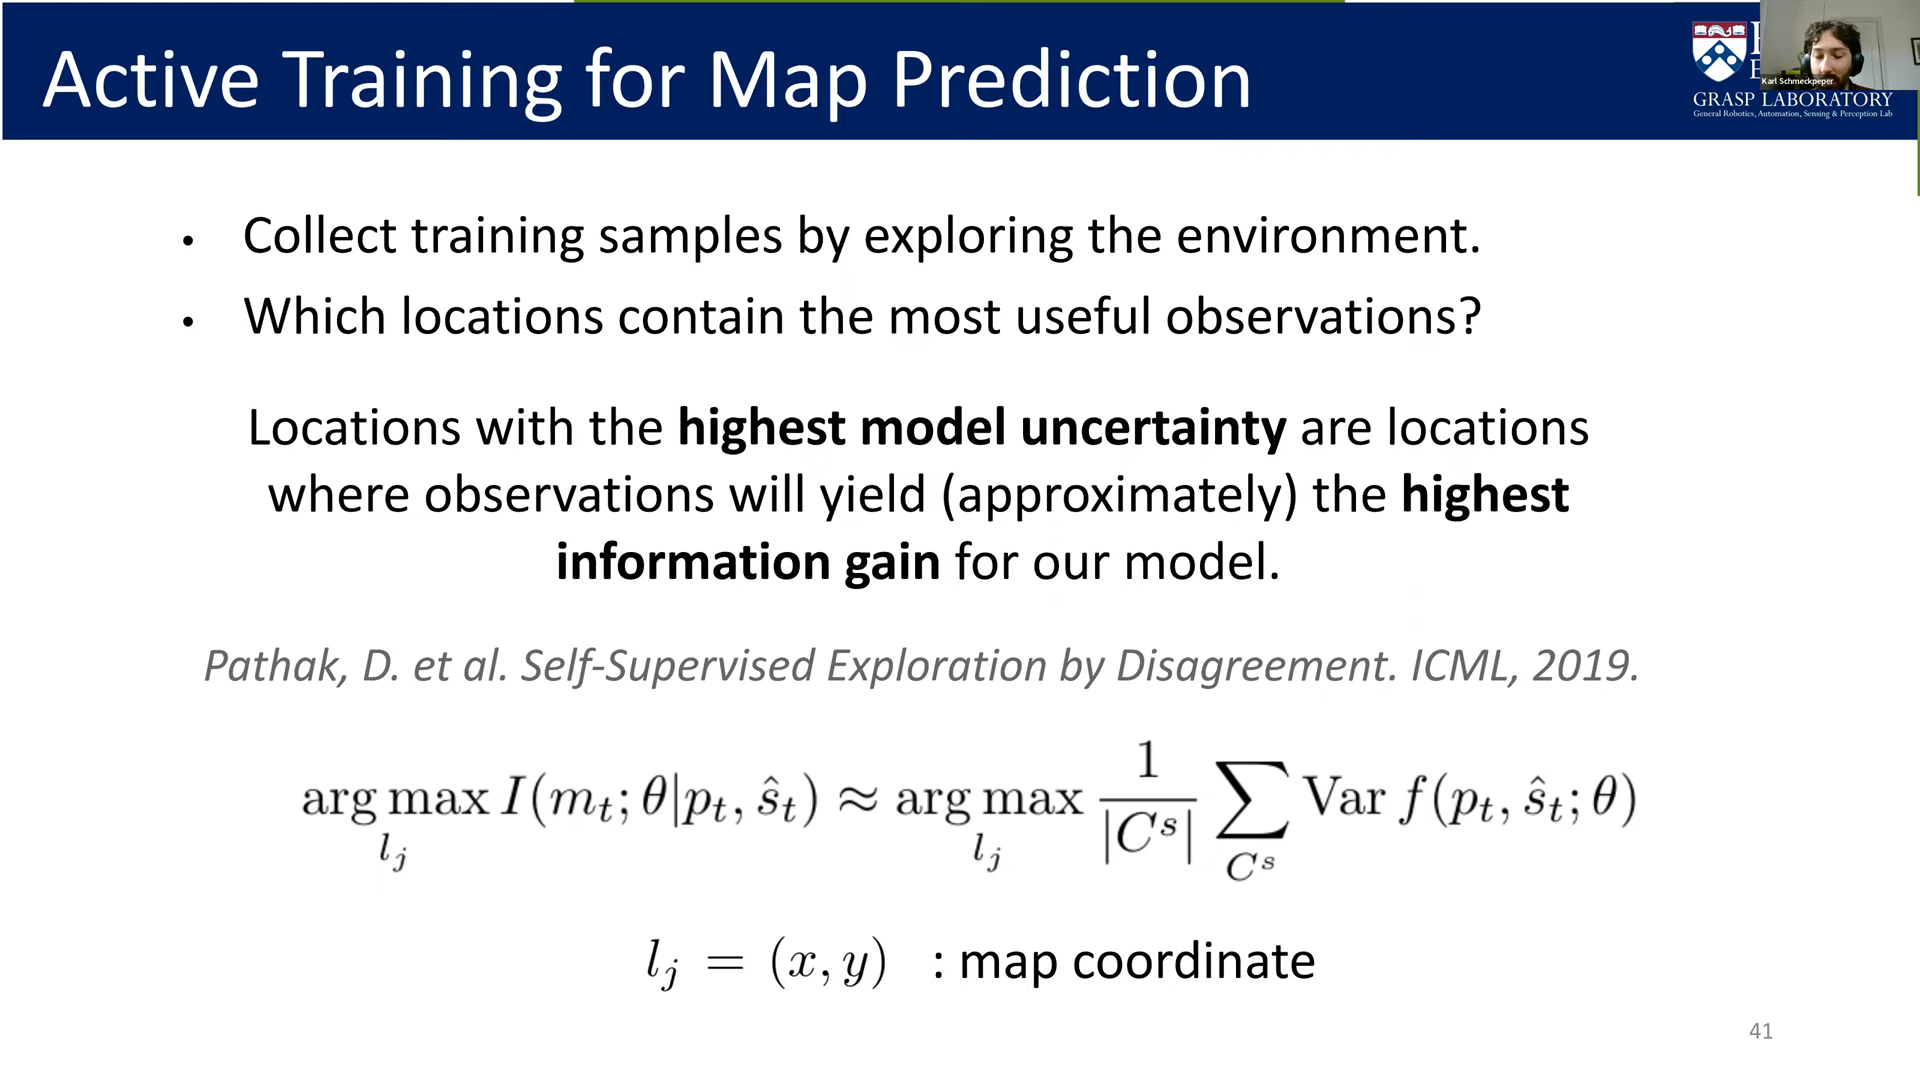 Active Training for Map Prediction
Karl Schmeckpeper
GRASP LABORATORY
General Robotics, Automation, Sensing & Perception Lab
• Collect training samples by exploring the environment.
• Which locations contain the most useful observations?
Locations with the highest model uncertainty are locations
where observations will yield (approximately) the highest
information gain for our model.
Pathak, D. et al. Self-Supervised Exploration by Disagreement. ICML, 2019.
arg max_{l_j} I(m_t; θ|p_t, ŝ_t) ≈ arg max_{l_j} 1/|C^s| ∑_{C^s} Var f(p_t, ŝ_t; θ)
l_j = (x, y) : map coordinate
41